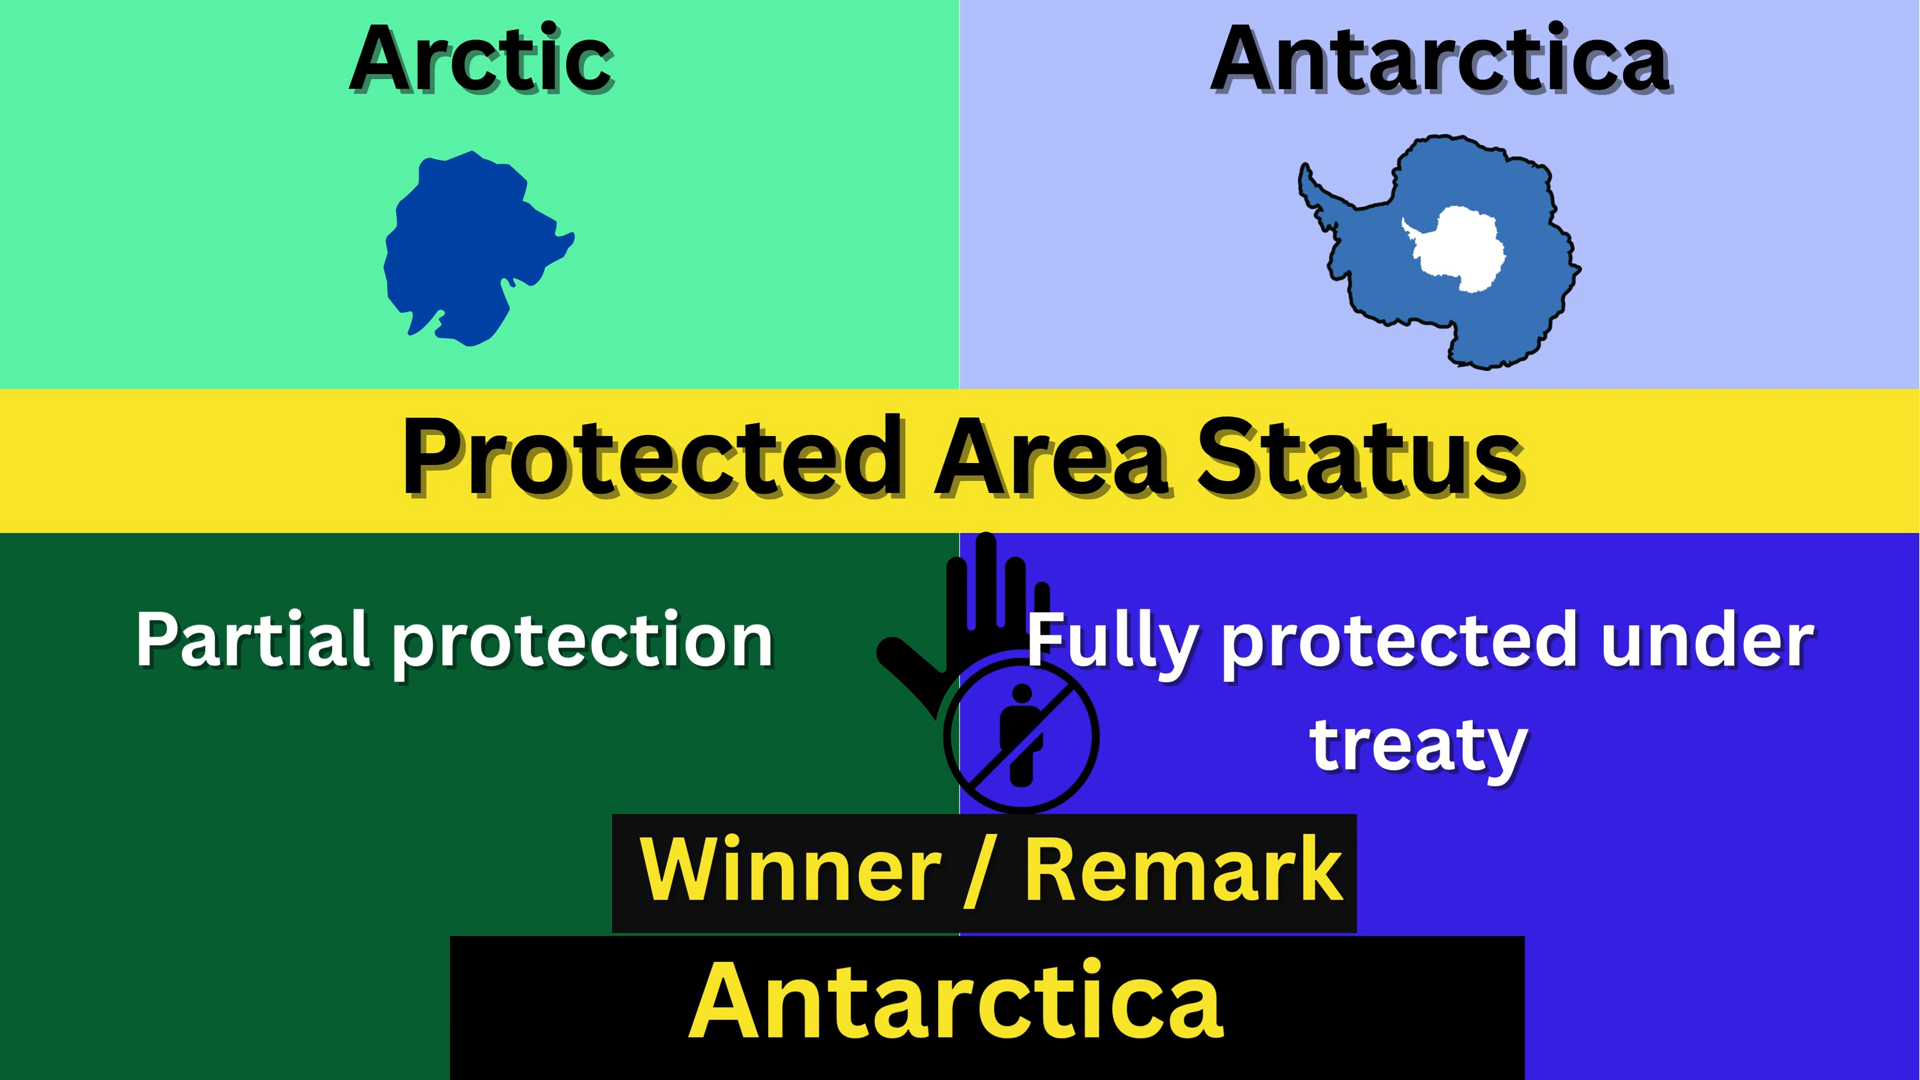 Arctic
Antarctica
Protected Area Status
Partial protection
Fully protected under
treaty
Winner / Remark
Antarctica